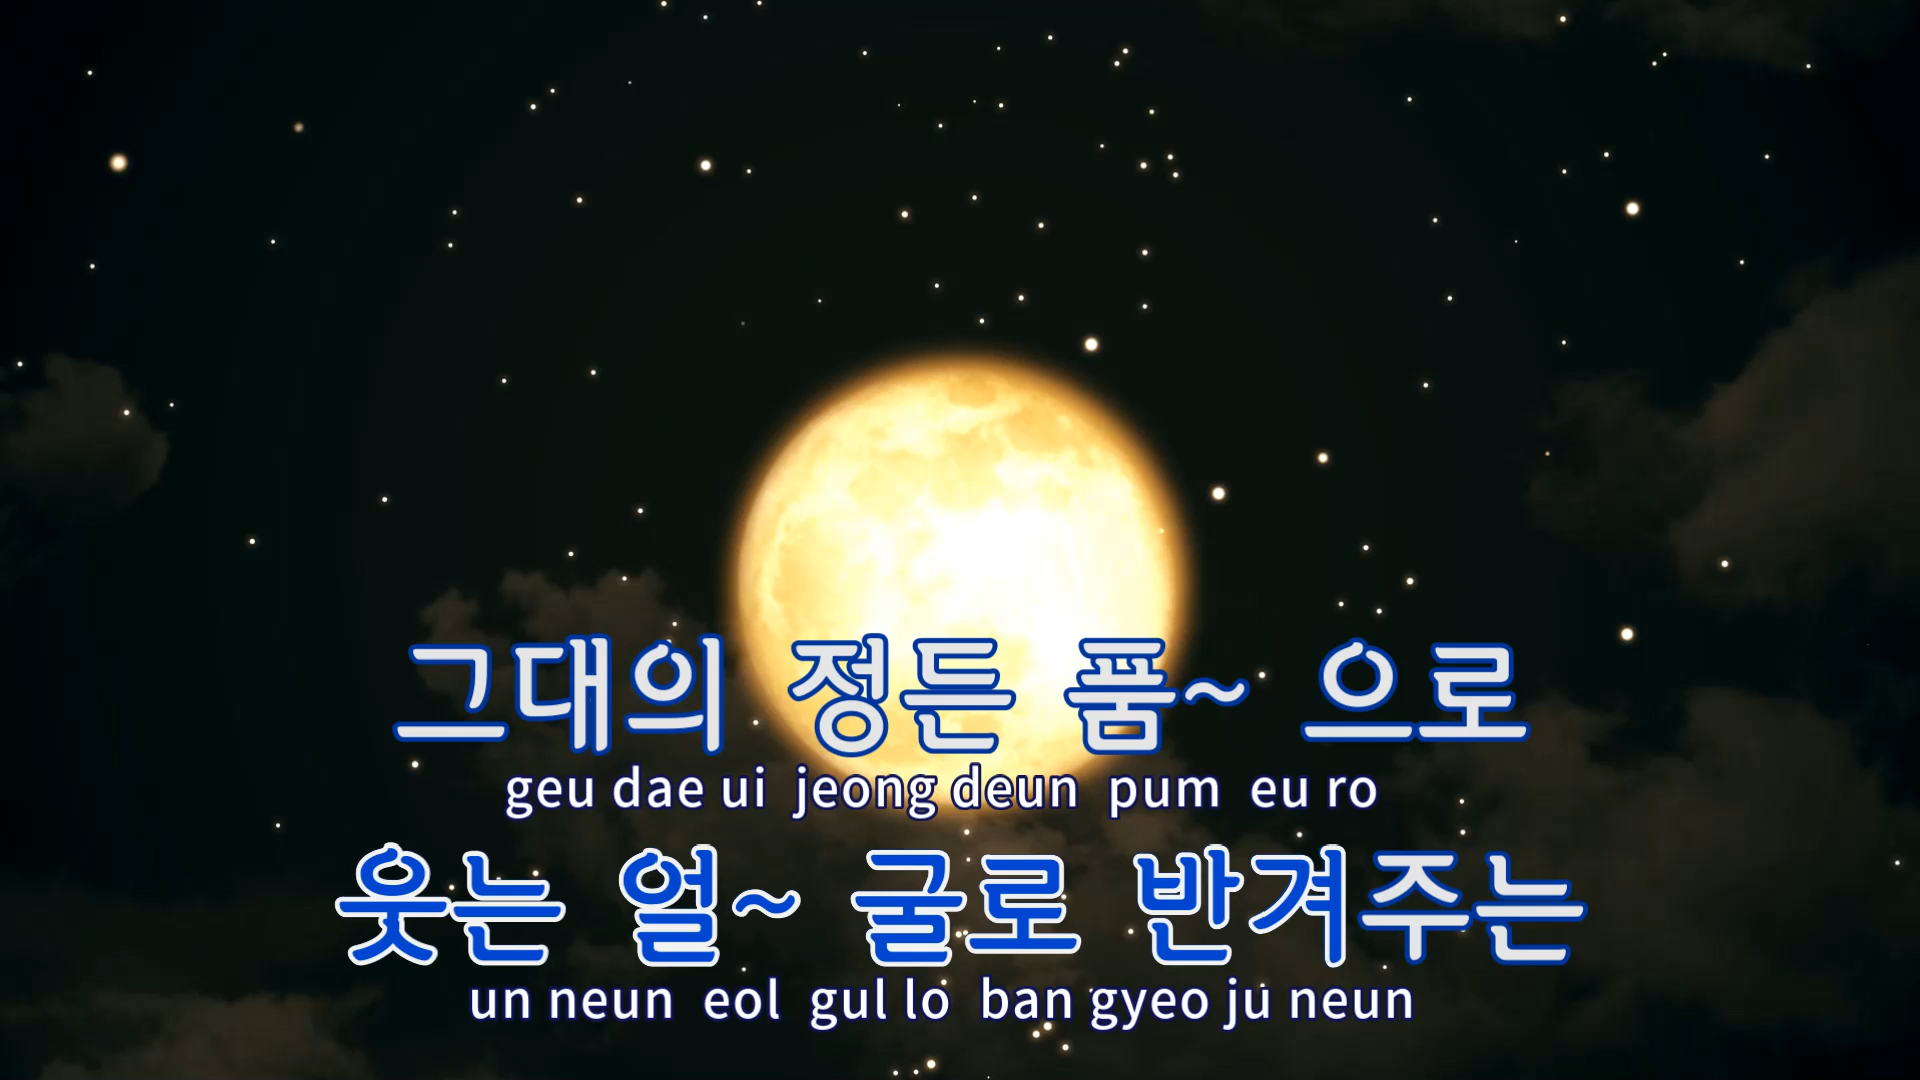 그대의 정든 품~ 으로
geu dae ui jeong deun pum eu ro
웃는 얼~ 굴로 반겨주는
un neun eol gul lo ban gyeo ju neun